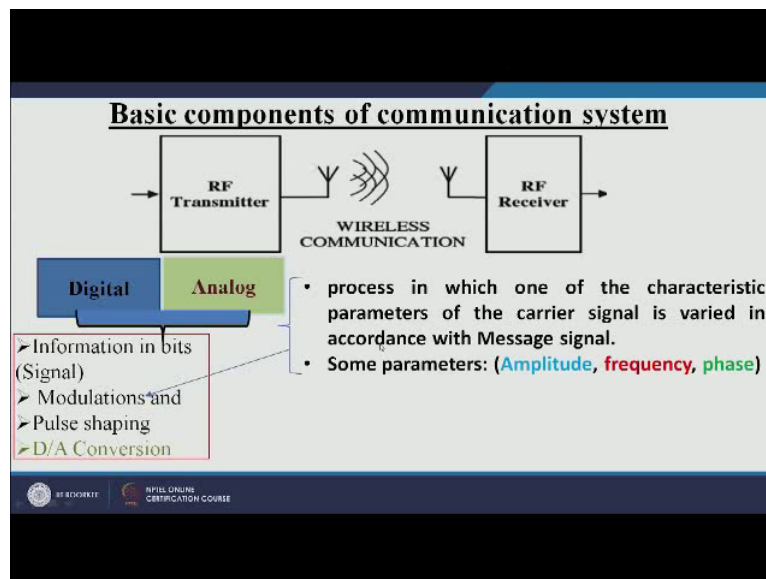 Basic components of communication system
RF
Transmitter
RF
Receiver
WIRELESS
COMMUNICATION
Digital
Analog
➢Information in bits
(Signal)
➢ Modulations and
➢Pulse shaping
➢D/A Conversion
• process in which one of the characteristic
parameters of the carrier signal is varied in
accordance with Message signal.
• Some parameters: (Amplitude, frequency, phase)
IIT ROORKEE
NPTEL ONLINE
CERTIFICATION COURSE